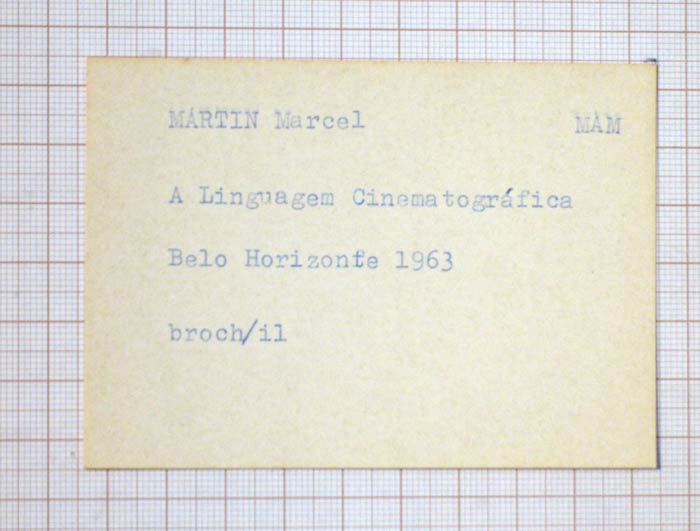 MARTIN Marcel MAM
A Linguagem Cinematográfica
Belo Horizonte 1963
broch/il